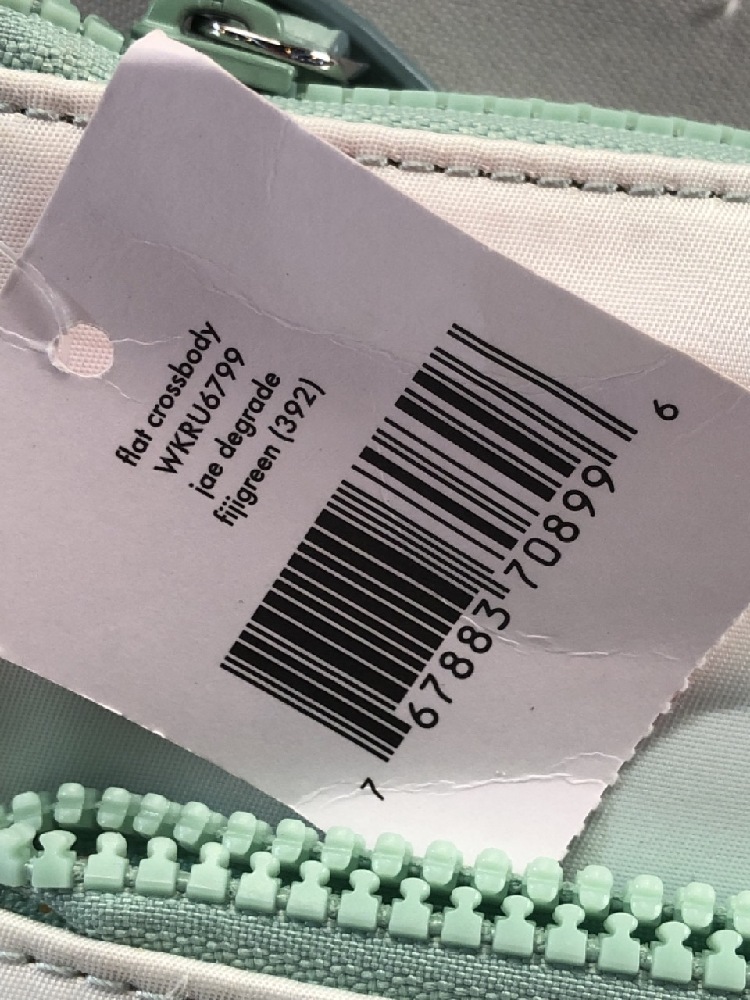 flat crossbody
WKRU6799
jae degrade
fijigreen (392)
7 67883 70899 6